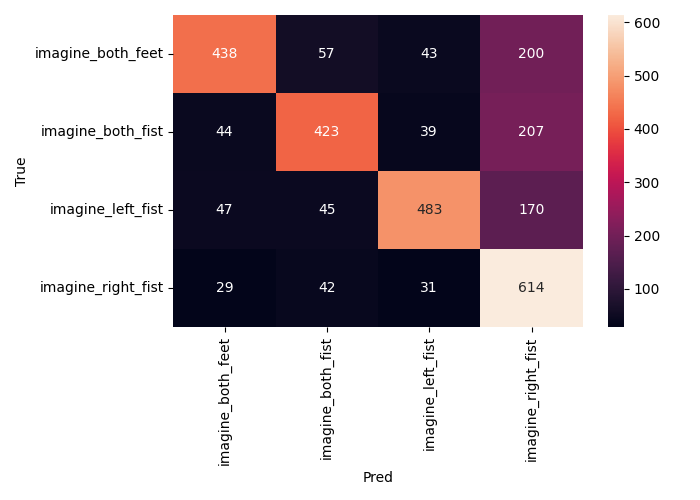 True
imagine_both_feet 438 57 43 200
imagine_both_fist 44 423 39 207
imagine_left_fist 47 45 483 170
imagine_right_fist 29 42 31 614
imagine_both_feet
imagine_both_fist
imagine_left_fist
imagine_right_fist
Pred
600
500
400
300
200
100